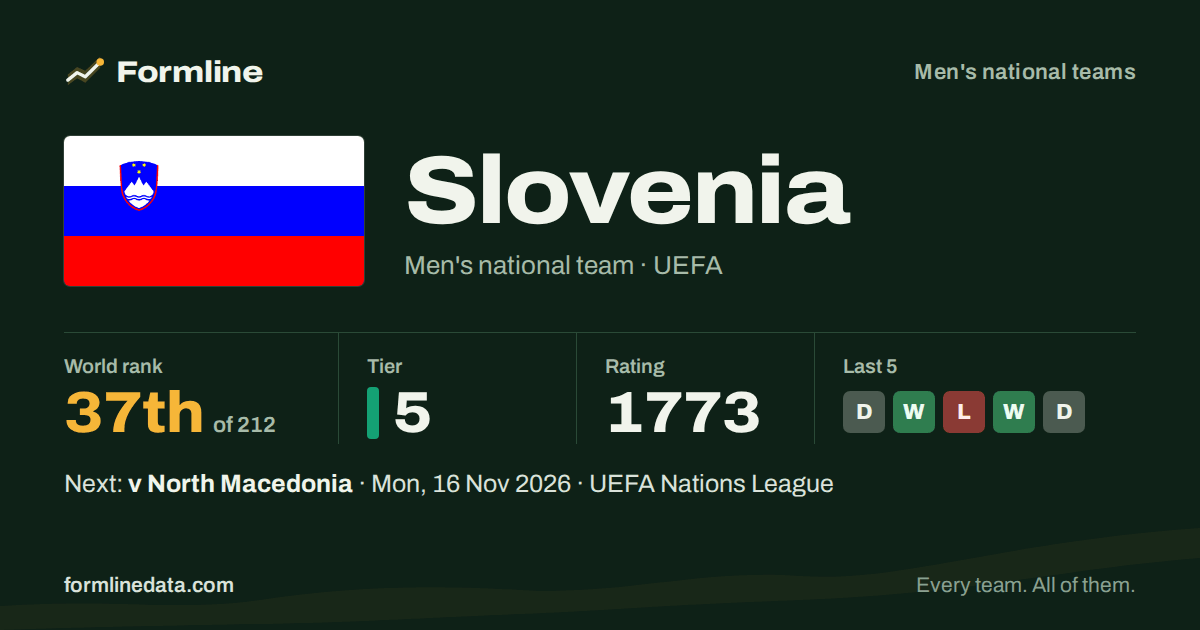 Formline
Men's national teams
Slovenia
Men's national team · UEFA
World rank
37th of 212
Tier
5
Rating
1773
Last 5
D W L W D
Next: v North Macedonia · Mon, 16 Nov 2026 · UEFA Nations League
formlinedata.com
Every team. All of them.